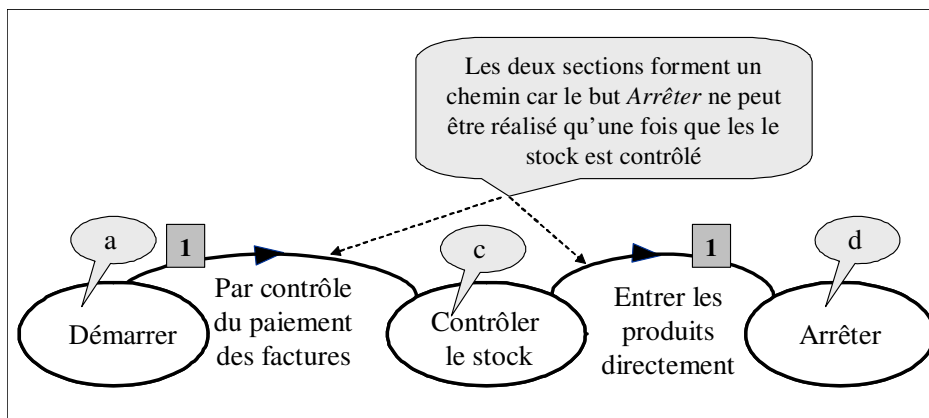 Les deux sections forment un
chemin car le but Arrêter ne peut
être réalisé qu'une fois que les le
stock est contrôlé
a
1
c
1
d
Démarrer
Par contrôle
du paiement
des factures
Contrôler
le stock
Entrer les
produits
directement
Arrêter